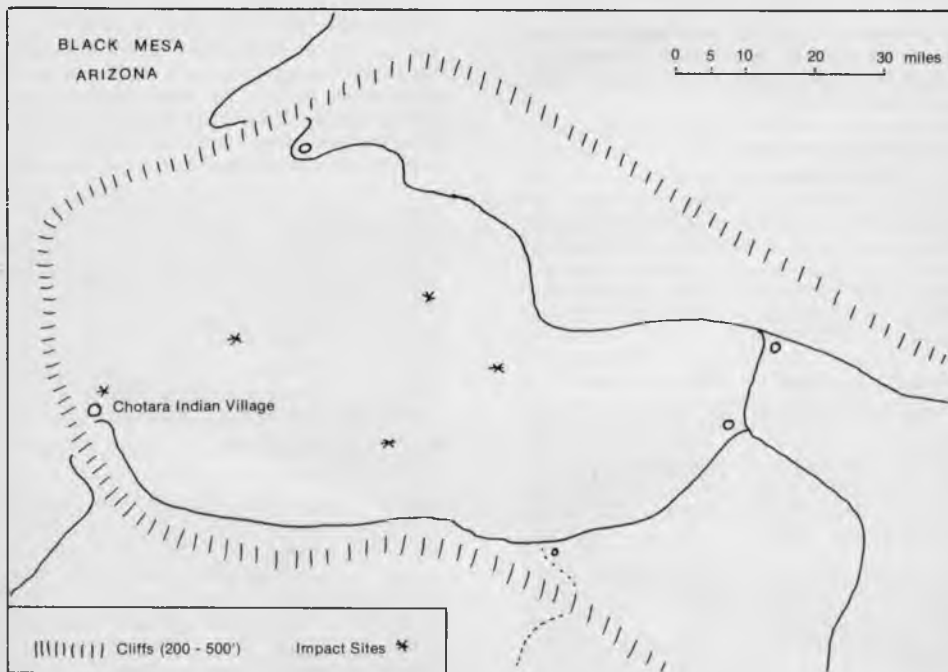 BLACK MESA
ARIZONA
0 5 10 20 30 miles
Chotara Indian Village
Cliffs (200 - 500') Impact Sites